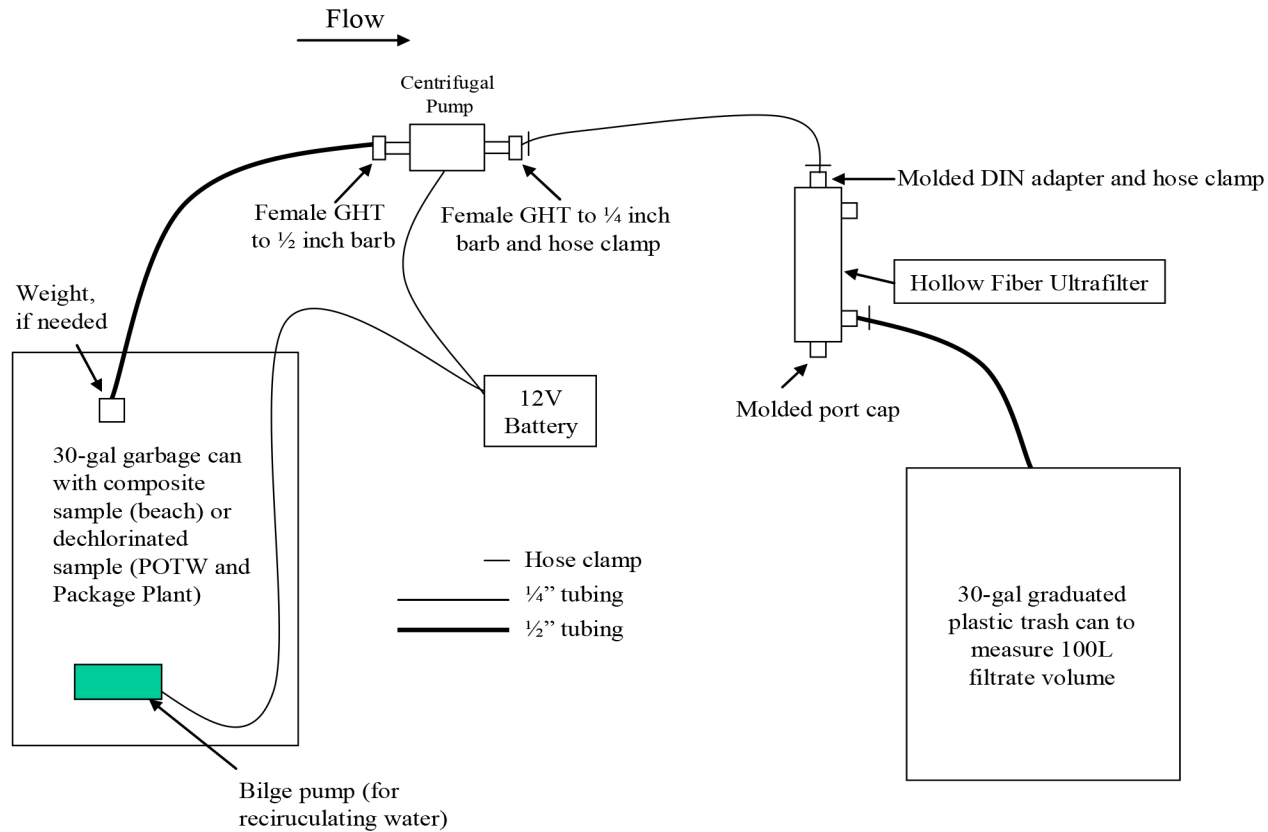 Flow
Centrifugal
Pump
Molded DIN adapter and hose clamp
Female GHT
to ½ inch barb
Female GHT to ¼ inch
barb and hose clamp
Hollow Fiber Ultrafilter
Weight,
if needed
12V
Battery
Molded port cap
30-gal garbage can
with composite
sample (beach) or
dechlorinated
sample (POTW and
Package Plant)
Hose clamp
¼” tubing
½” tubing
30-gal graduated
plastic trash can to
measure 100L
filtrate volume
Bilge pump (for
reciruculating water)